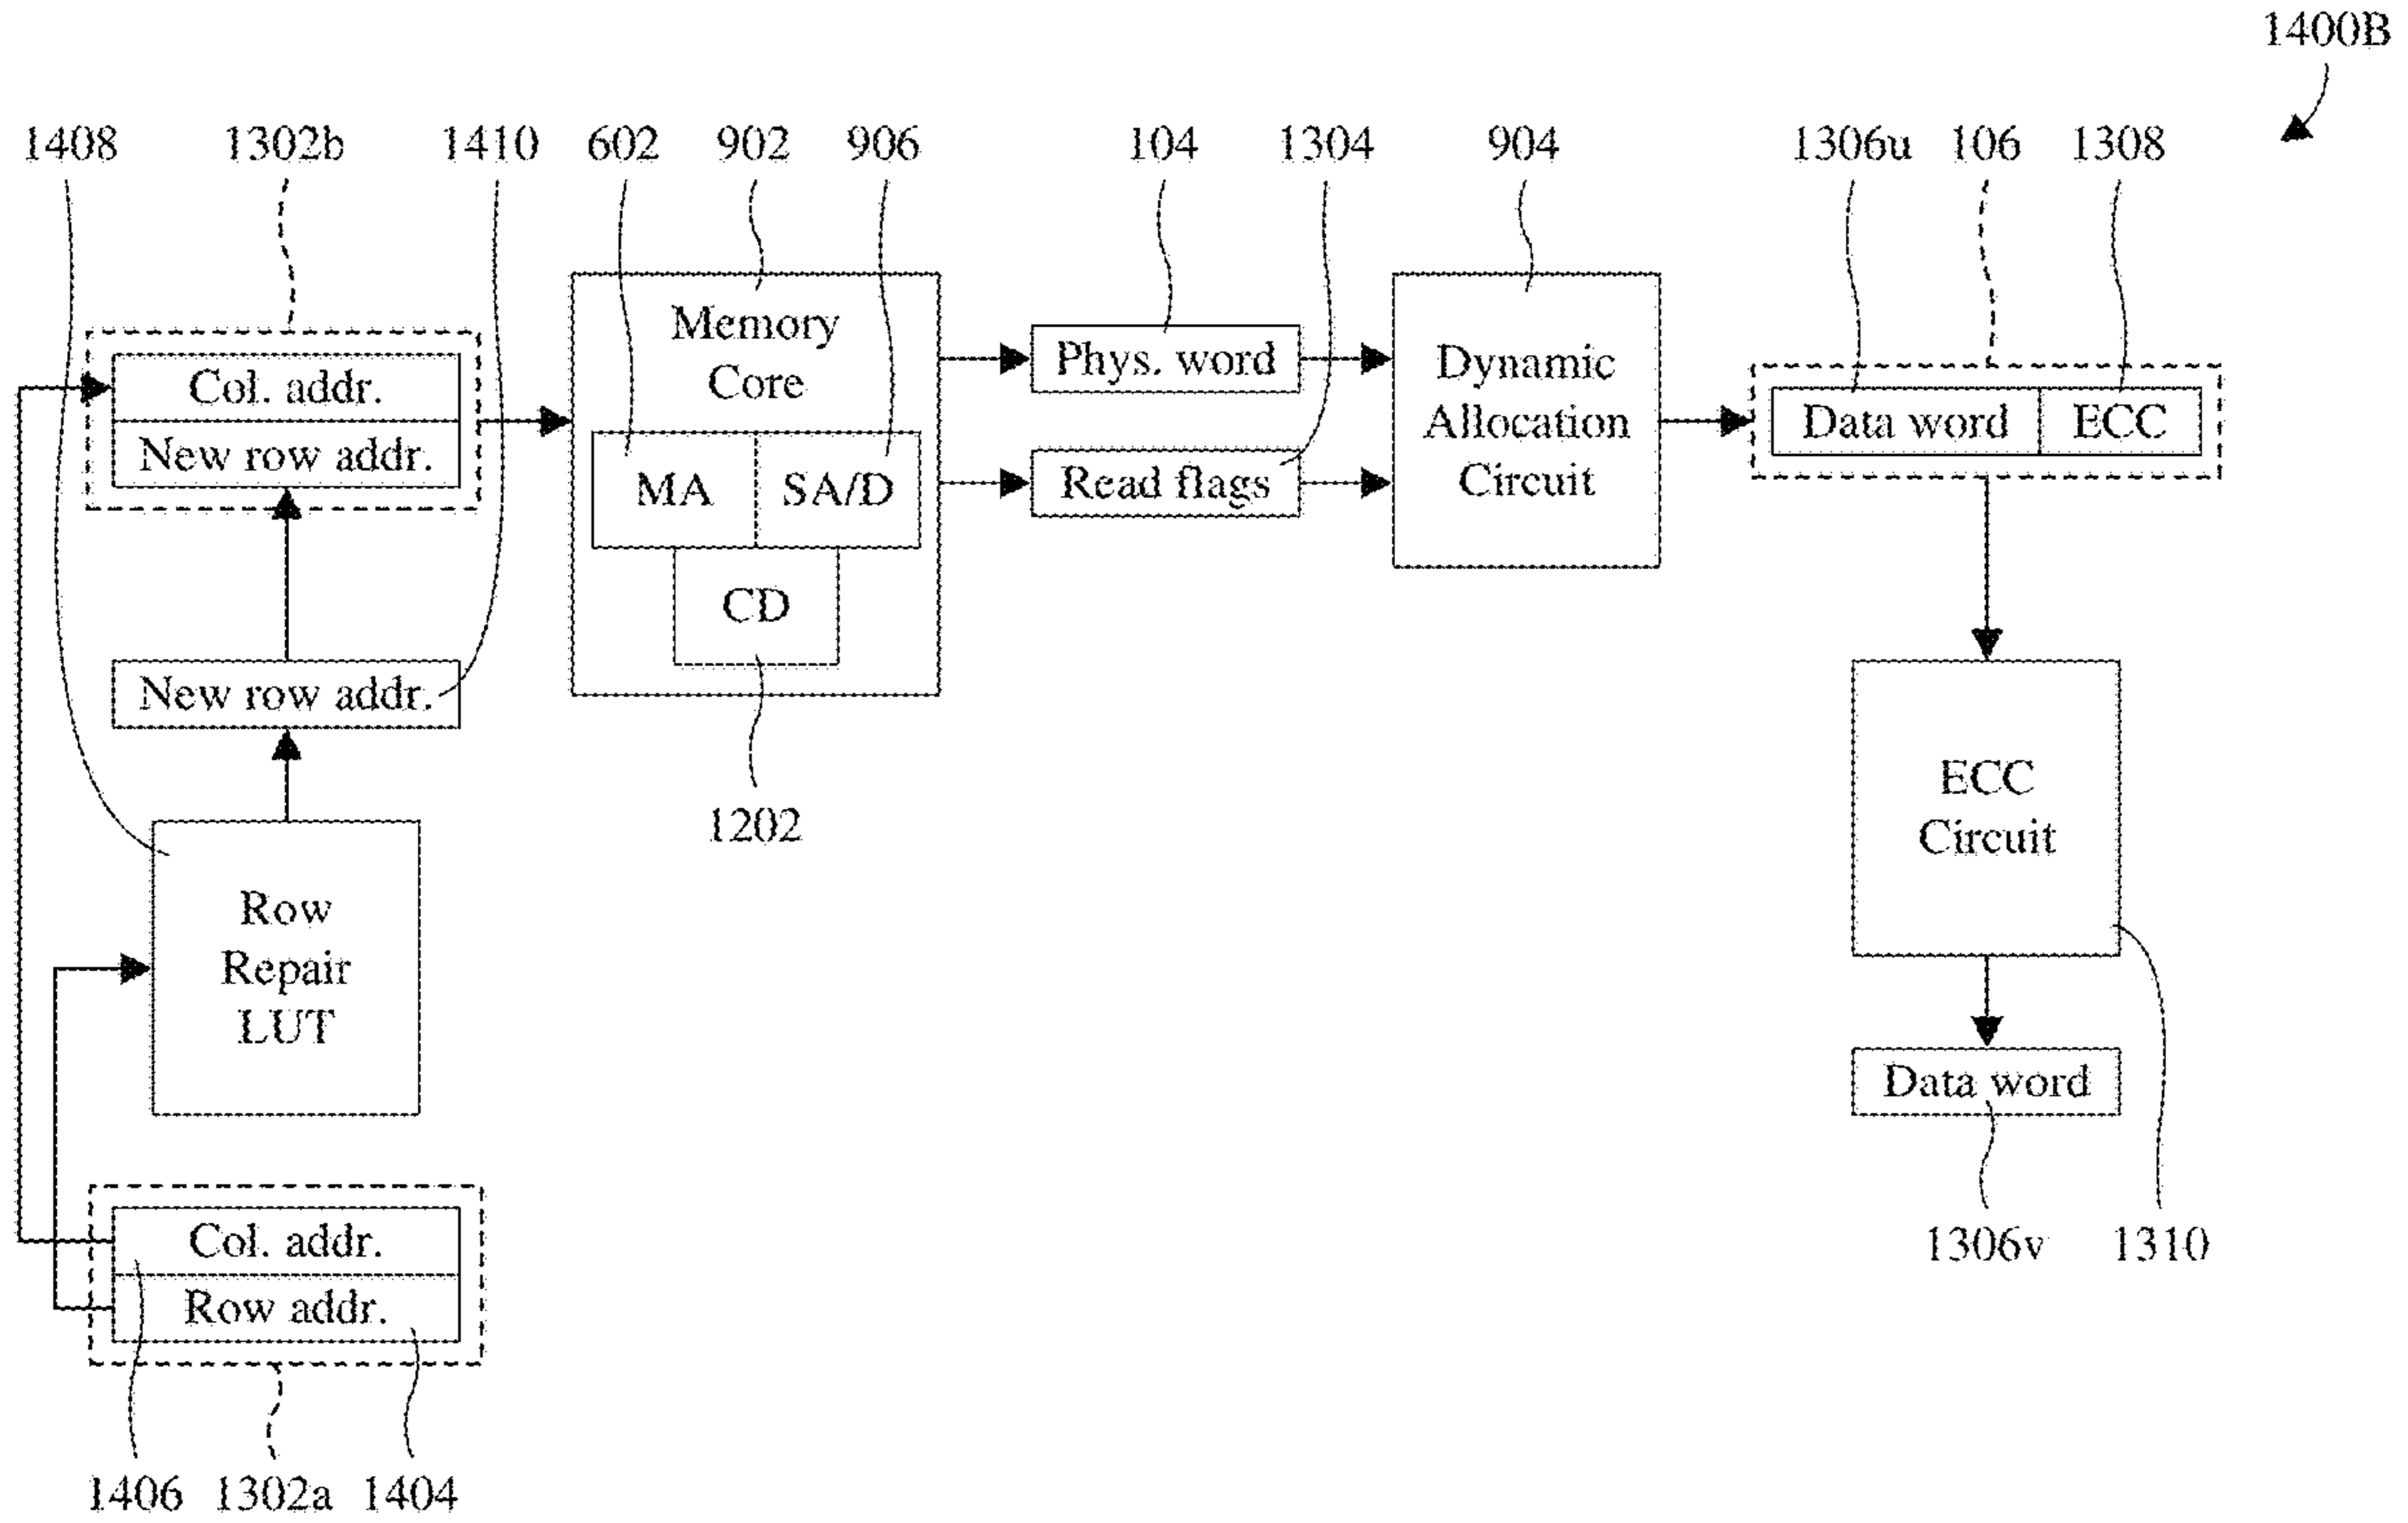 1400B
1408 1302b 1410 602 902 906 104 1304 904 1306u 106 1308
Memory
Core
Col. addr.
New row addr.
MA SA/D
CD
Phys. word
Read flags
Dynamic
Allocation
Circuit
Data word ECC
New row addr.
1202
ECC
Circuit
Row
Repair
LUT
Data word
Col. addr.
Row addr.
1306v 1310
1406 1302a 1404